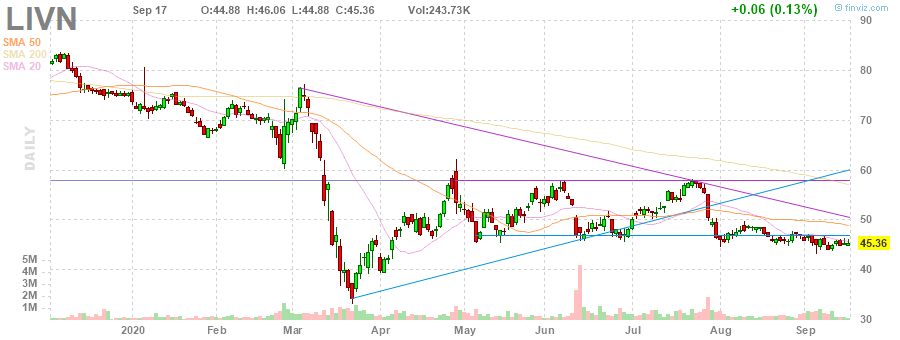 LIVN
Sep 17 O:44.88 H:46.06 L:44.88 C:45.36 Vol:243.73K +0.06 (0.13%)
© finviz.com
SMA 50
SMA 200
SMA 20
DAILY
90
80
70
60
50
45.36
40
30
5M
4M
3M
2M
1M
2020 Feb Mar Apr May Jun Jul Aug Sep